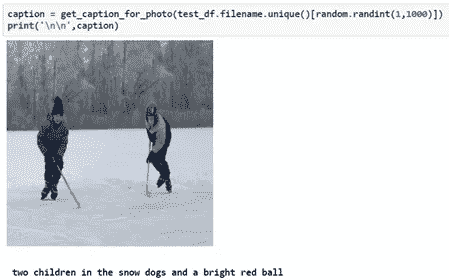 caption = get_caption_for_photo(test_df.filename.unique()[random.randint(1,1000)])
print('\n\n',caption)
two children in the snow dogs and a bright red ball